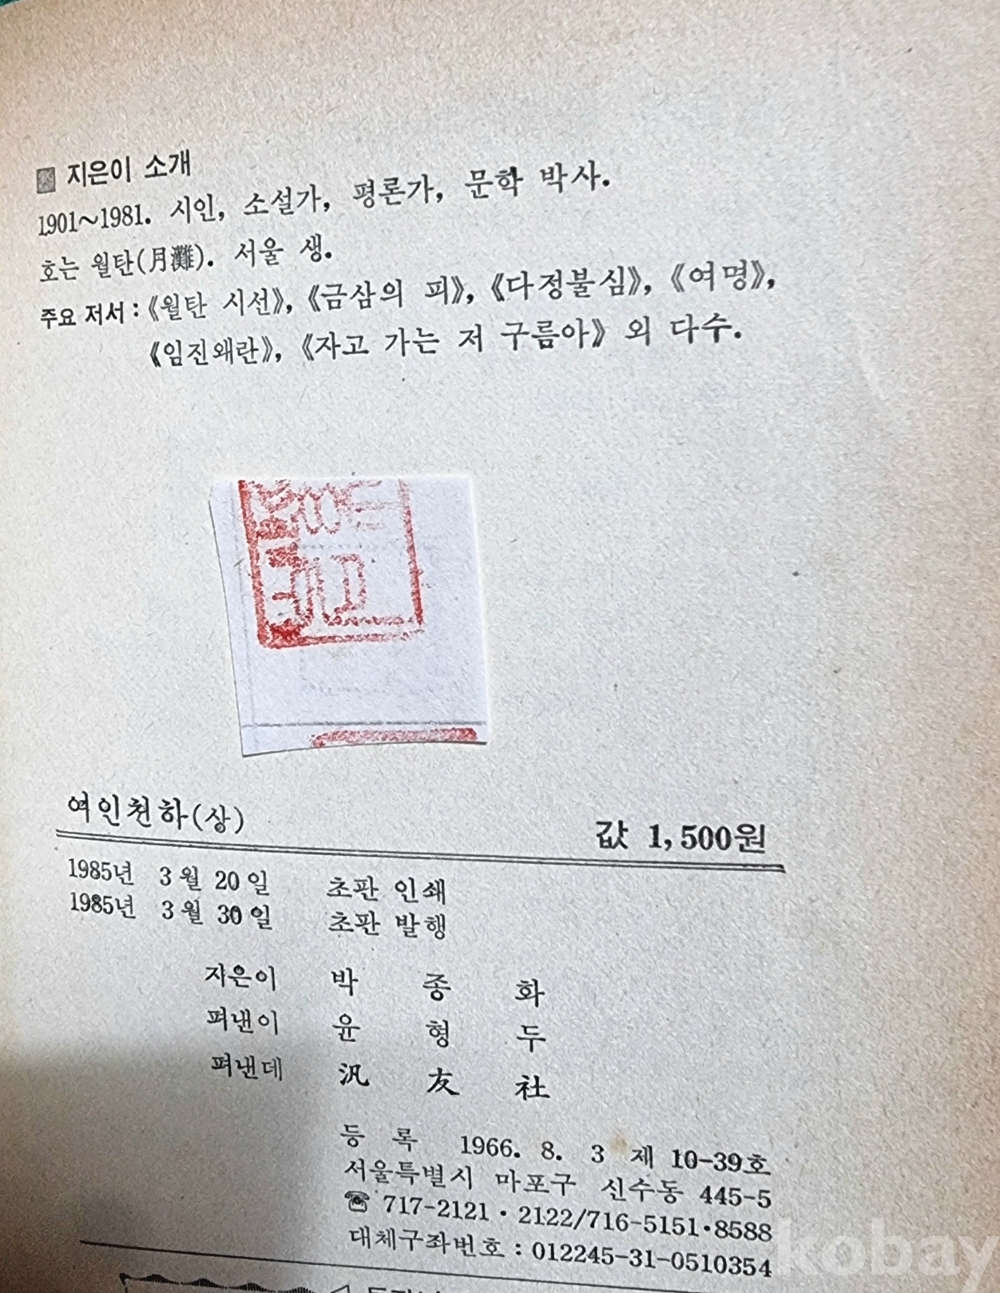 지은이 소개
1901~1981. 시인, 소설가, 평론가, 문학 박사.
호는 월탄(月灘). 서울 생.
주요 저서:《월탄 시선》,《금삼의 피》,《다정불심》,《여명》,
《임진왜란》,《자고 가는 저 구름아》 외 다수.
여인천하(상)
값 1,500원
1985년 3월 20일 초판 인쇄
1985년 3월 30일 초판 발행
지은이 박 종 화
펴낸이 윤 형 두
펴낸데 汎 友 社
등 록 1966. 8. 3 제 10-39호
서울특별시 마포구 신수동 445-5
☏ 717-2121·2122/716-5151·8588
대체구좌번호:012245-31-0510354
kobay